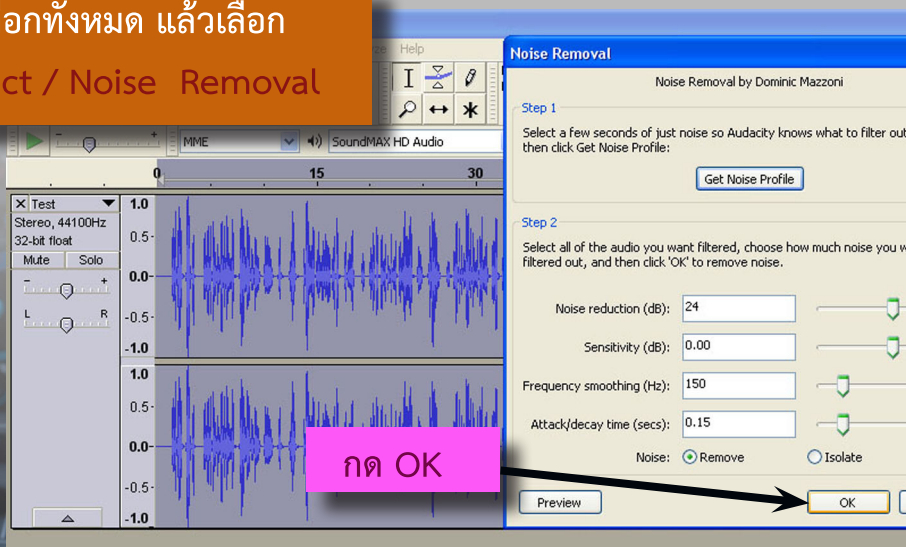 อกทั้งหมด แล้วเลือก
ct / Noise Removal
Help
MME
SoundMAX HD Audio
0 15 30
Test
Stereo, 44100Hz
32-bit float
Mute Solo
- +
L R
1.0
0.5
0.0
-0.5
-1.0
1.0
0.5
0.0
-0.5
-1.0
Noise Removal
Noise Removal by Dominic Mazzoni
Step 1
Select a few seconds of just noise so Audacity knows what to filter out
then click Get Noise Profile:
Get Noise Profile
Step 2
Select all of the audio you want filtered, choose how much noise you w
filtered out, and then click 'OK' to remove noise.
Noise reduction (dB): 24
Sensitivity (dB): 0.00
Frequency smoothing (Hz): 150
Attack/decay time (secs): 0.15
Noise: Remove Isolate
Preview OK
กด OK